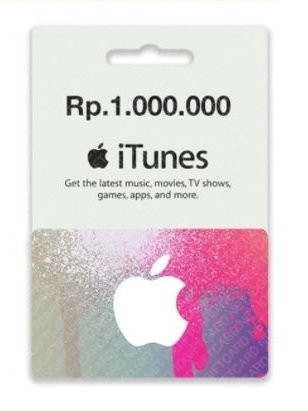 Rp.1.000.000
iTunes
Get the latest music, movies, TV shows,
games, apps, and more.